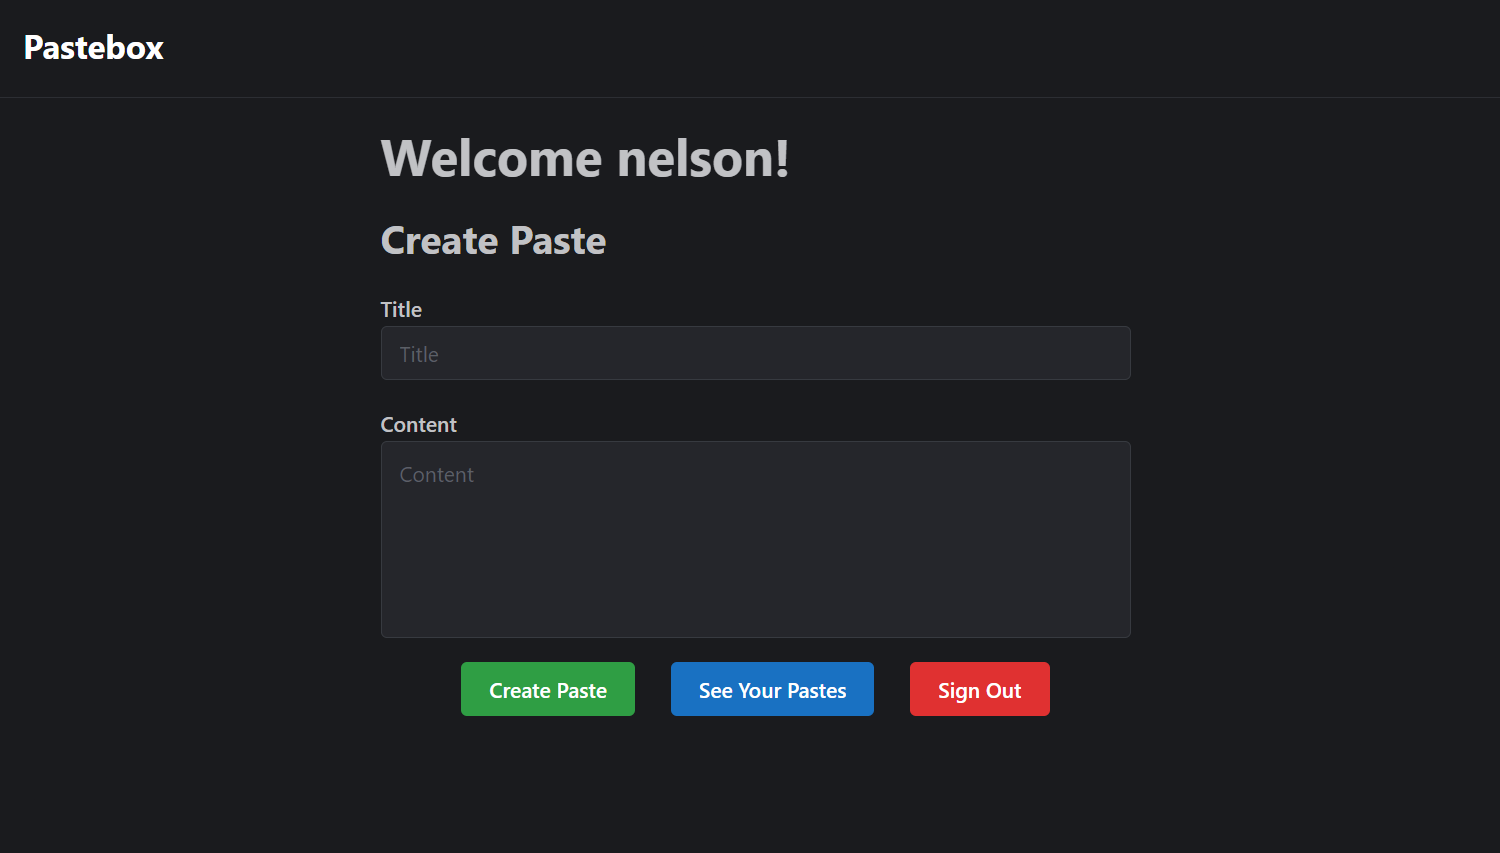 Pastebox
Welcome nelson!
Create Paste
Title
Title
Content
Content
Create Paste
See Your Pastes
Sign Out